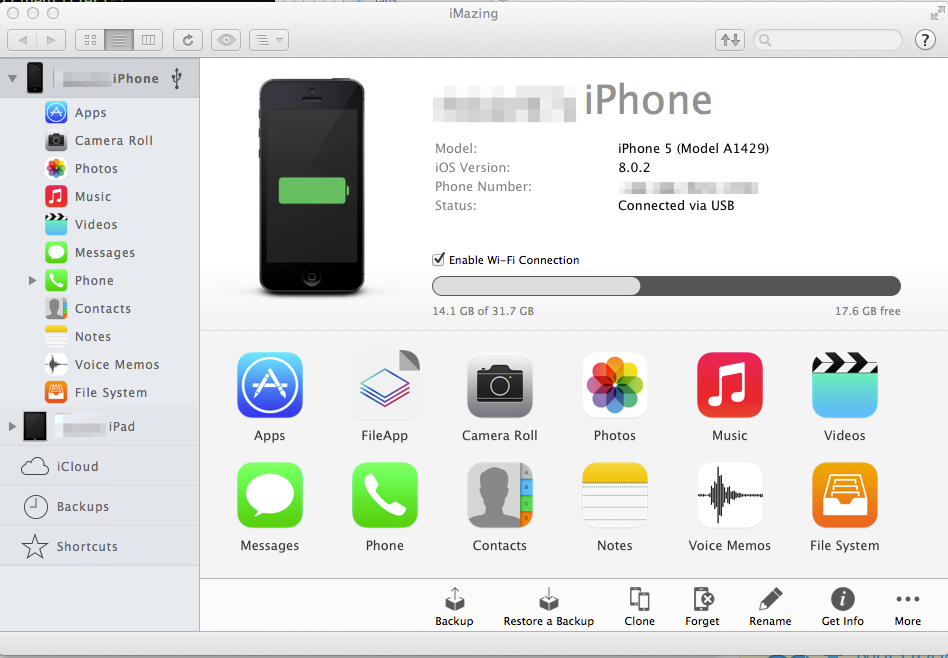 iMazing
?
iPhone
Apps
Camera Roll
Photos
Music
Videos
Messages
Phone
Contacts
Notes
Voice Memos
File System
iPad
iCloud
Backups
Shortcuts
iPhone
Model: iPhone 5 (Model A1429)
iOS Version: 8.0.2
Phone Number:
Status: Connected via USB
Enable Wi-Fi Connection
14.1 GB of 31.7 GB 17.6 GB free
Apps FileApp Camera Roll Photos Music Videos
A
B
C
D
Messages Phone Contacts Notes Voice Memos File System
Backup Restore a Backup Clone Forget Rename Get Info More